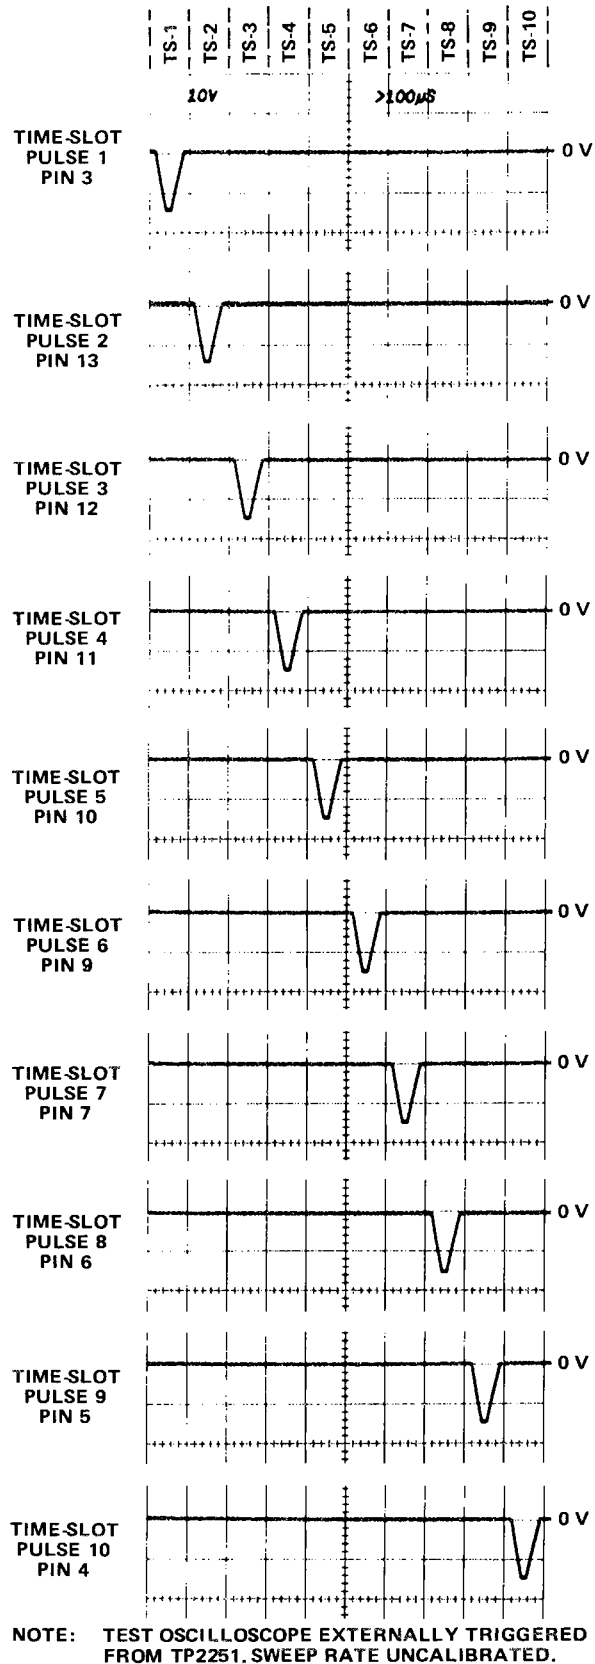 TS-1 TS-2 TS-3 TS-4 TS-5 TS-6 TS-7 TS-8 TS-9 TS-10
10V >100µS
TIME-SLOT
PULSE 1
PIN 3
0 V
TIME-SLOT
PULSE 2
PIN 13
0 V
TIME-SLOT
PULSE 3
PIN 12
0 V
TIME-SLOT
PULSE 4
PIN 11
0 V
TIME-SLOT
PULSE 5
PIN 10
0 V
TIME-SLOT
PULSE 6
PIN 9
0 V
TIME-SLOT
PULSE 7
PIN 7
0 V
TIME-SLOT
PULSE 8
PIN 6
0 V
TIME-SLOT
PULSE 9
PIN 5
0 V
TIME-SLOT
PULSE 10
PIN 4
0 V
NOTE: TEST OSCILLOSCOPE EXTERNALLY TRIGGERED
FROM TP2251. SWEEP RATE UNCALIBRATED.